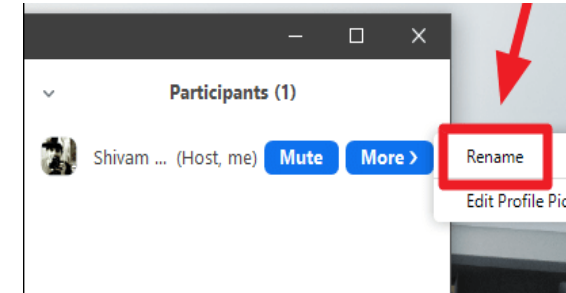 Participants (1)
Shivam ... (Host, me) Mute More >
Rename
Edit Profile Pic